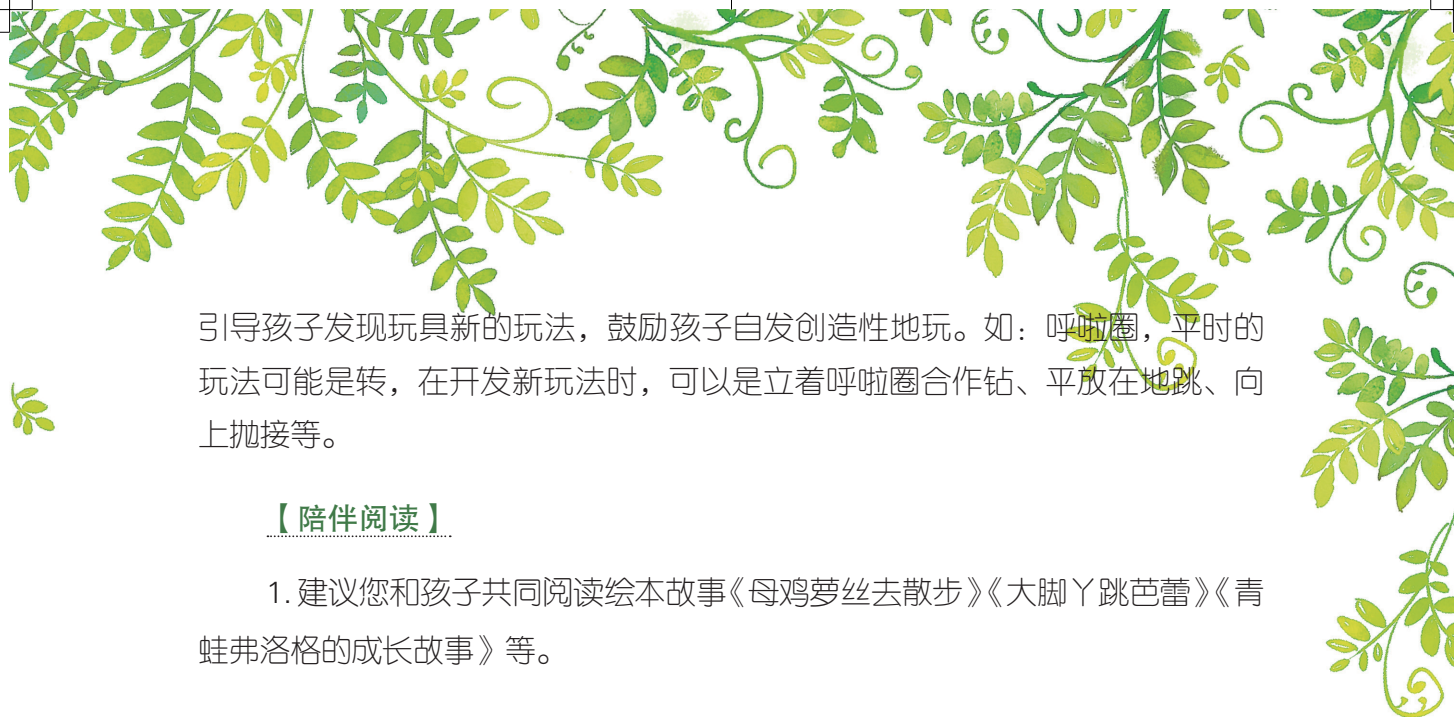 引导孩子发现玩具新的玩法，鼓励孩子自发创造性地玩。如：呼啦圈，平时的
玩法可能是转，在开发新玩法时，可以是立着呼啦圈合作钻、平放在地跳、向
上抛接等。
【陪伴阅读】
1. 建议您和孩子共同阅读绘本故事《母鸡萝丝去散步》《大脚丫跳芭蕾》《青
蛙弗洛格的成长故事》等。